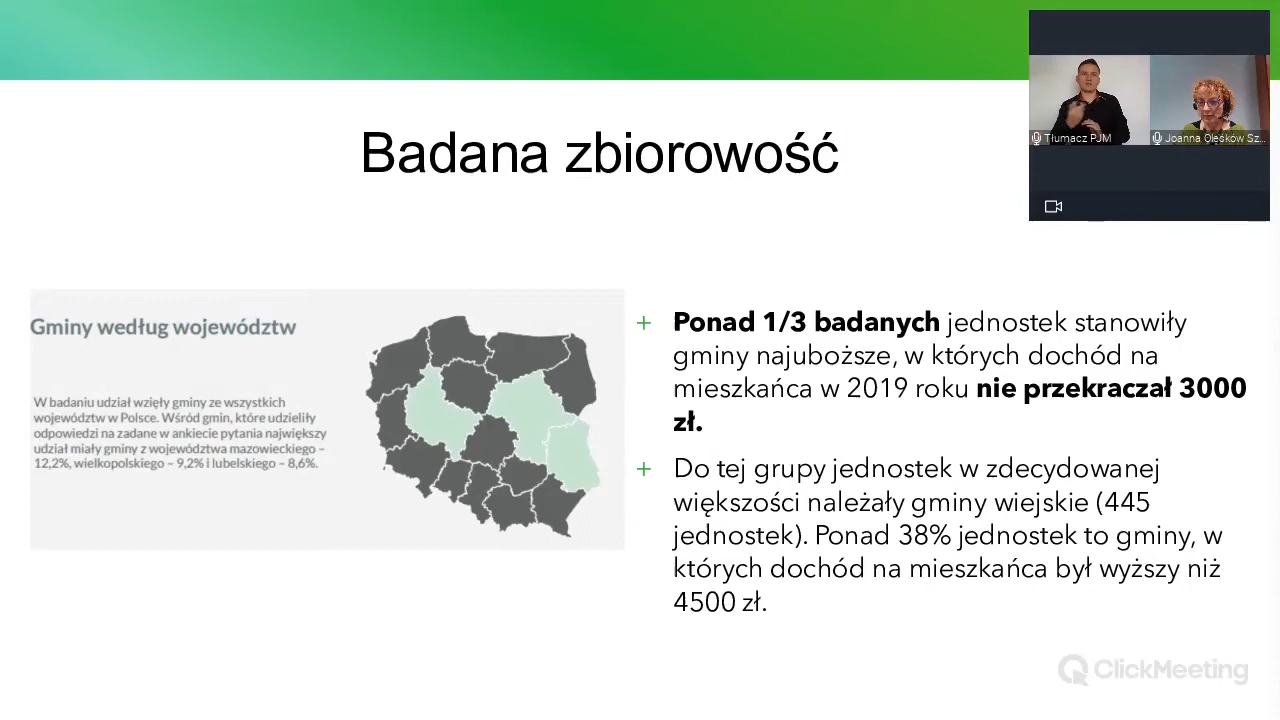 Badana zbiorowość
Tłumacz PJM
Joanna Oleśków Sz...
Gminy według województw
W badaniu udział wzięły gminy ze wszystkich
województw w Polsce. Wśród gmin, które udzieliły
odpowiedzi na zadane w ankiecie pytania największy
udział miały gminy z województwa mazowieckiego –
12,2%, wielkopolskiego – 9,2% i lubelskiego – 8,6%.
+ Ponad 1/3 badanych jednostek stanowiły
gminy najuboższe, w których dochód na
mieszkańca w 2019 roku nie przekraczał 3000
zł.
+ Do tej grupy jednostek w zdecydowanej
większości należały gminy wiejskie (445
jednostek). Ponad 38% jednostek to gminy, w
których dochód na mieszkańca był wyższy niż
4500 zł.
ClickMeeting